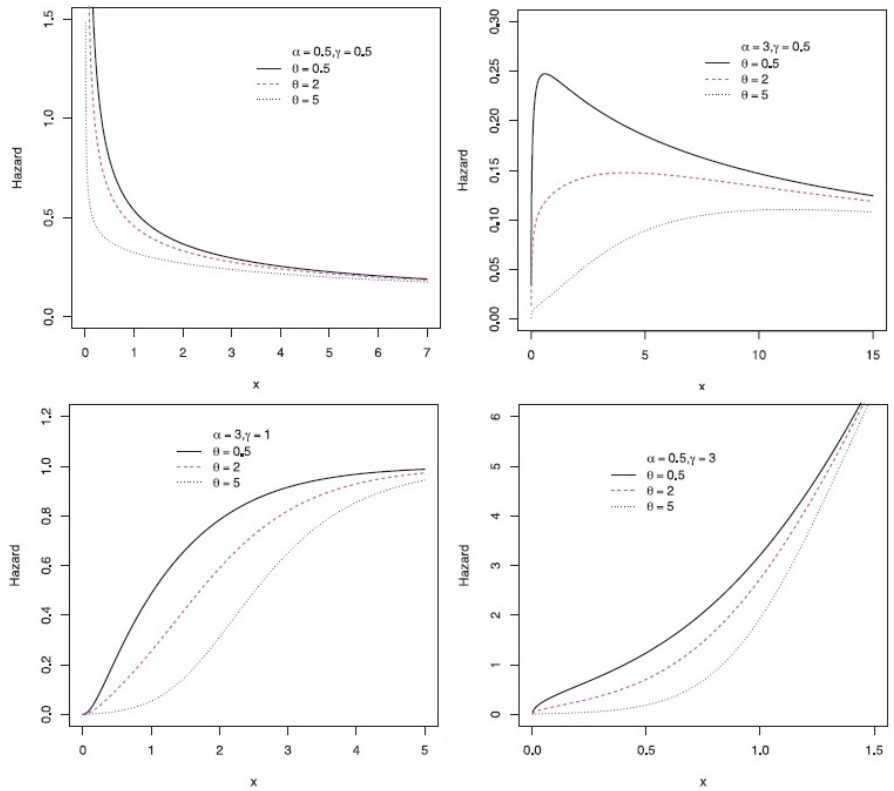 1.5
1.0
0.5
0.0
Hazard
α = 0.5,γ = 0.5
θ = 0.5
θ = 2
θ = 5
0 1 2 3 4 5 6 7
x
0.30
0.25
0.20
0.15
0.10
0.05
0.00
Hazard
α = 3,γ = 0.5
θ = 0.5
θ = 2
θ = 5
0 5 10 15
x
1.2
1.0
0.8
0.6
0.4
0.2
0.0
Hazard
α = 3,γ = 1
θ = 0.5
θ = 2
θ = 5
0 1 2 3 4 5
x
6
5
4
3
2
1
0
Hazard
α = 0.5,γ = 3
θ = 0.5
θ = 2
θ = 5
0.0 0.5 1.0 1.5
x